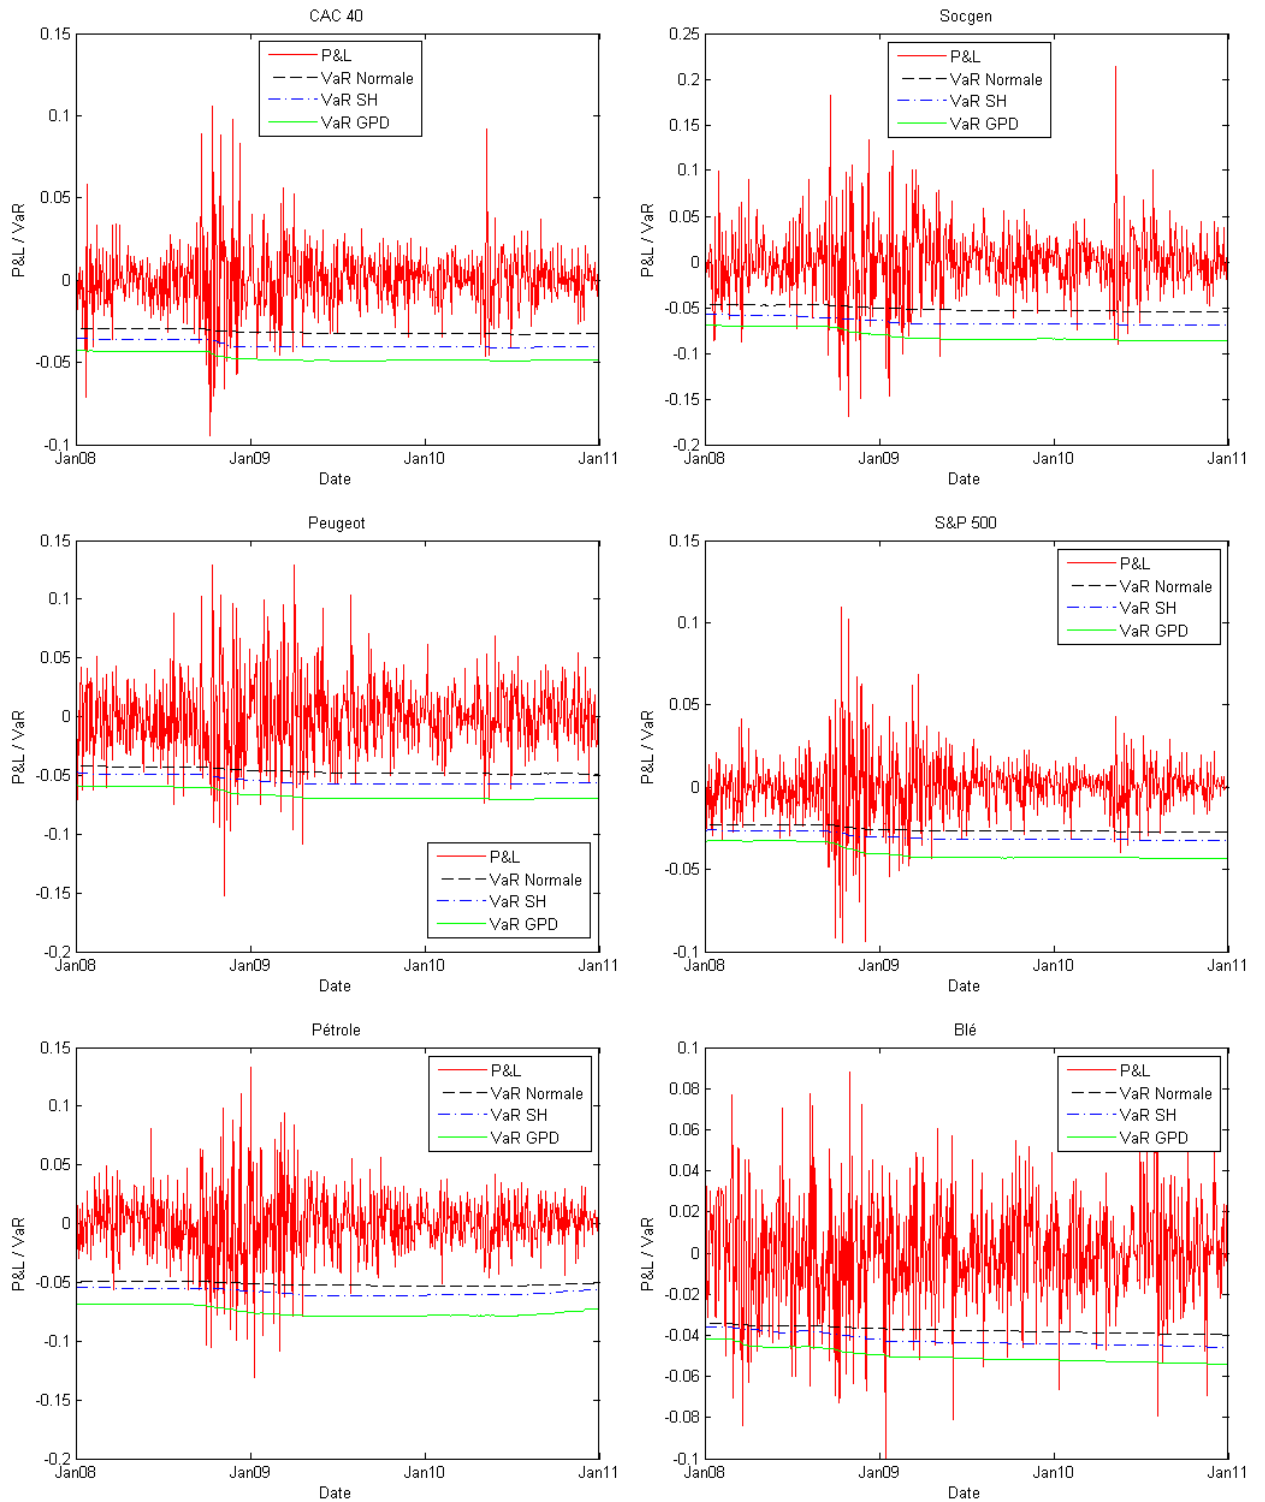 CAC 40
0.15
0.1
0.05
0
-0.05
-0.1
P&L / VaR
P&L
VaR Normale
VaR SH
VaR GPD
Jan08
Jan09
Jan10
Jan11
Date
Socgen
0.25
0.2
0.15
0.1
0.05
0
-0.05
-0.1
-0.15
-0.2
P&L / VaR
P&L
VaR Normale
VaR SH
VaR GPD
Jan08
Jan09
Jan10
Jan11
Date
Peugeot
0.15
0.1
0.05
0
-0.05
-0.1
-0.15
-0.2
P&L / VaR
P&L
VaR Normale
VaR SH
VaR GPD
Jan08
Jan09
Jan10
Jan11
Date
S&P 500
0.15
0.1
0.05
0
-0.05
-0.1
P&L / VaR
P&L
VaR Normale
VaR SH
VaR GPD
Jan08
Jan09
Jan10
Jan11
Date
Pétrole
0.15
0.1
0.05
0
-0.05
-0.1
-0.15
-0.2
P&L / VaR
P&L
VaR Normale
VaR SH
VaR GPD
Jan08
Jan09
Jan10
Jan11
Date
Blé
0.1
0.08
0.06
0.04
0.02
0
-0.02
-0.04
-0.06
-0.08
-0.1
P&L / VaR
P&L
VaR Normale
VaR SH
VaR GPD
Jan08
Jan09
Jan10
Jan11
Date